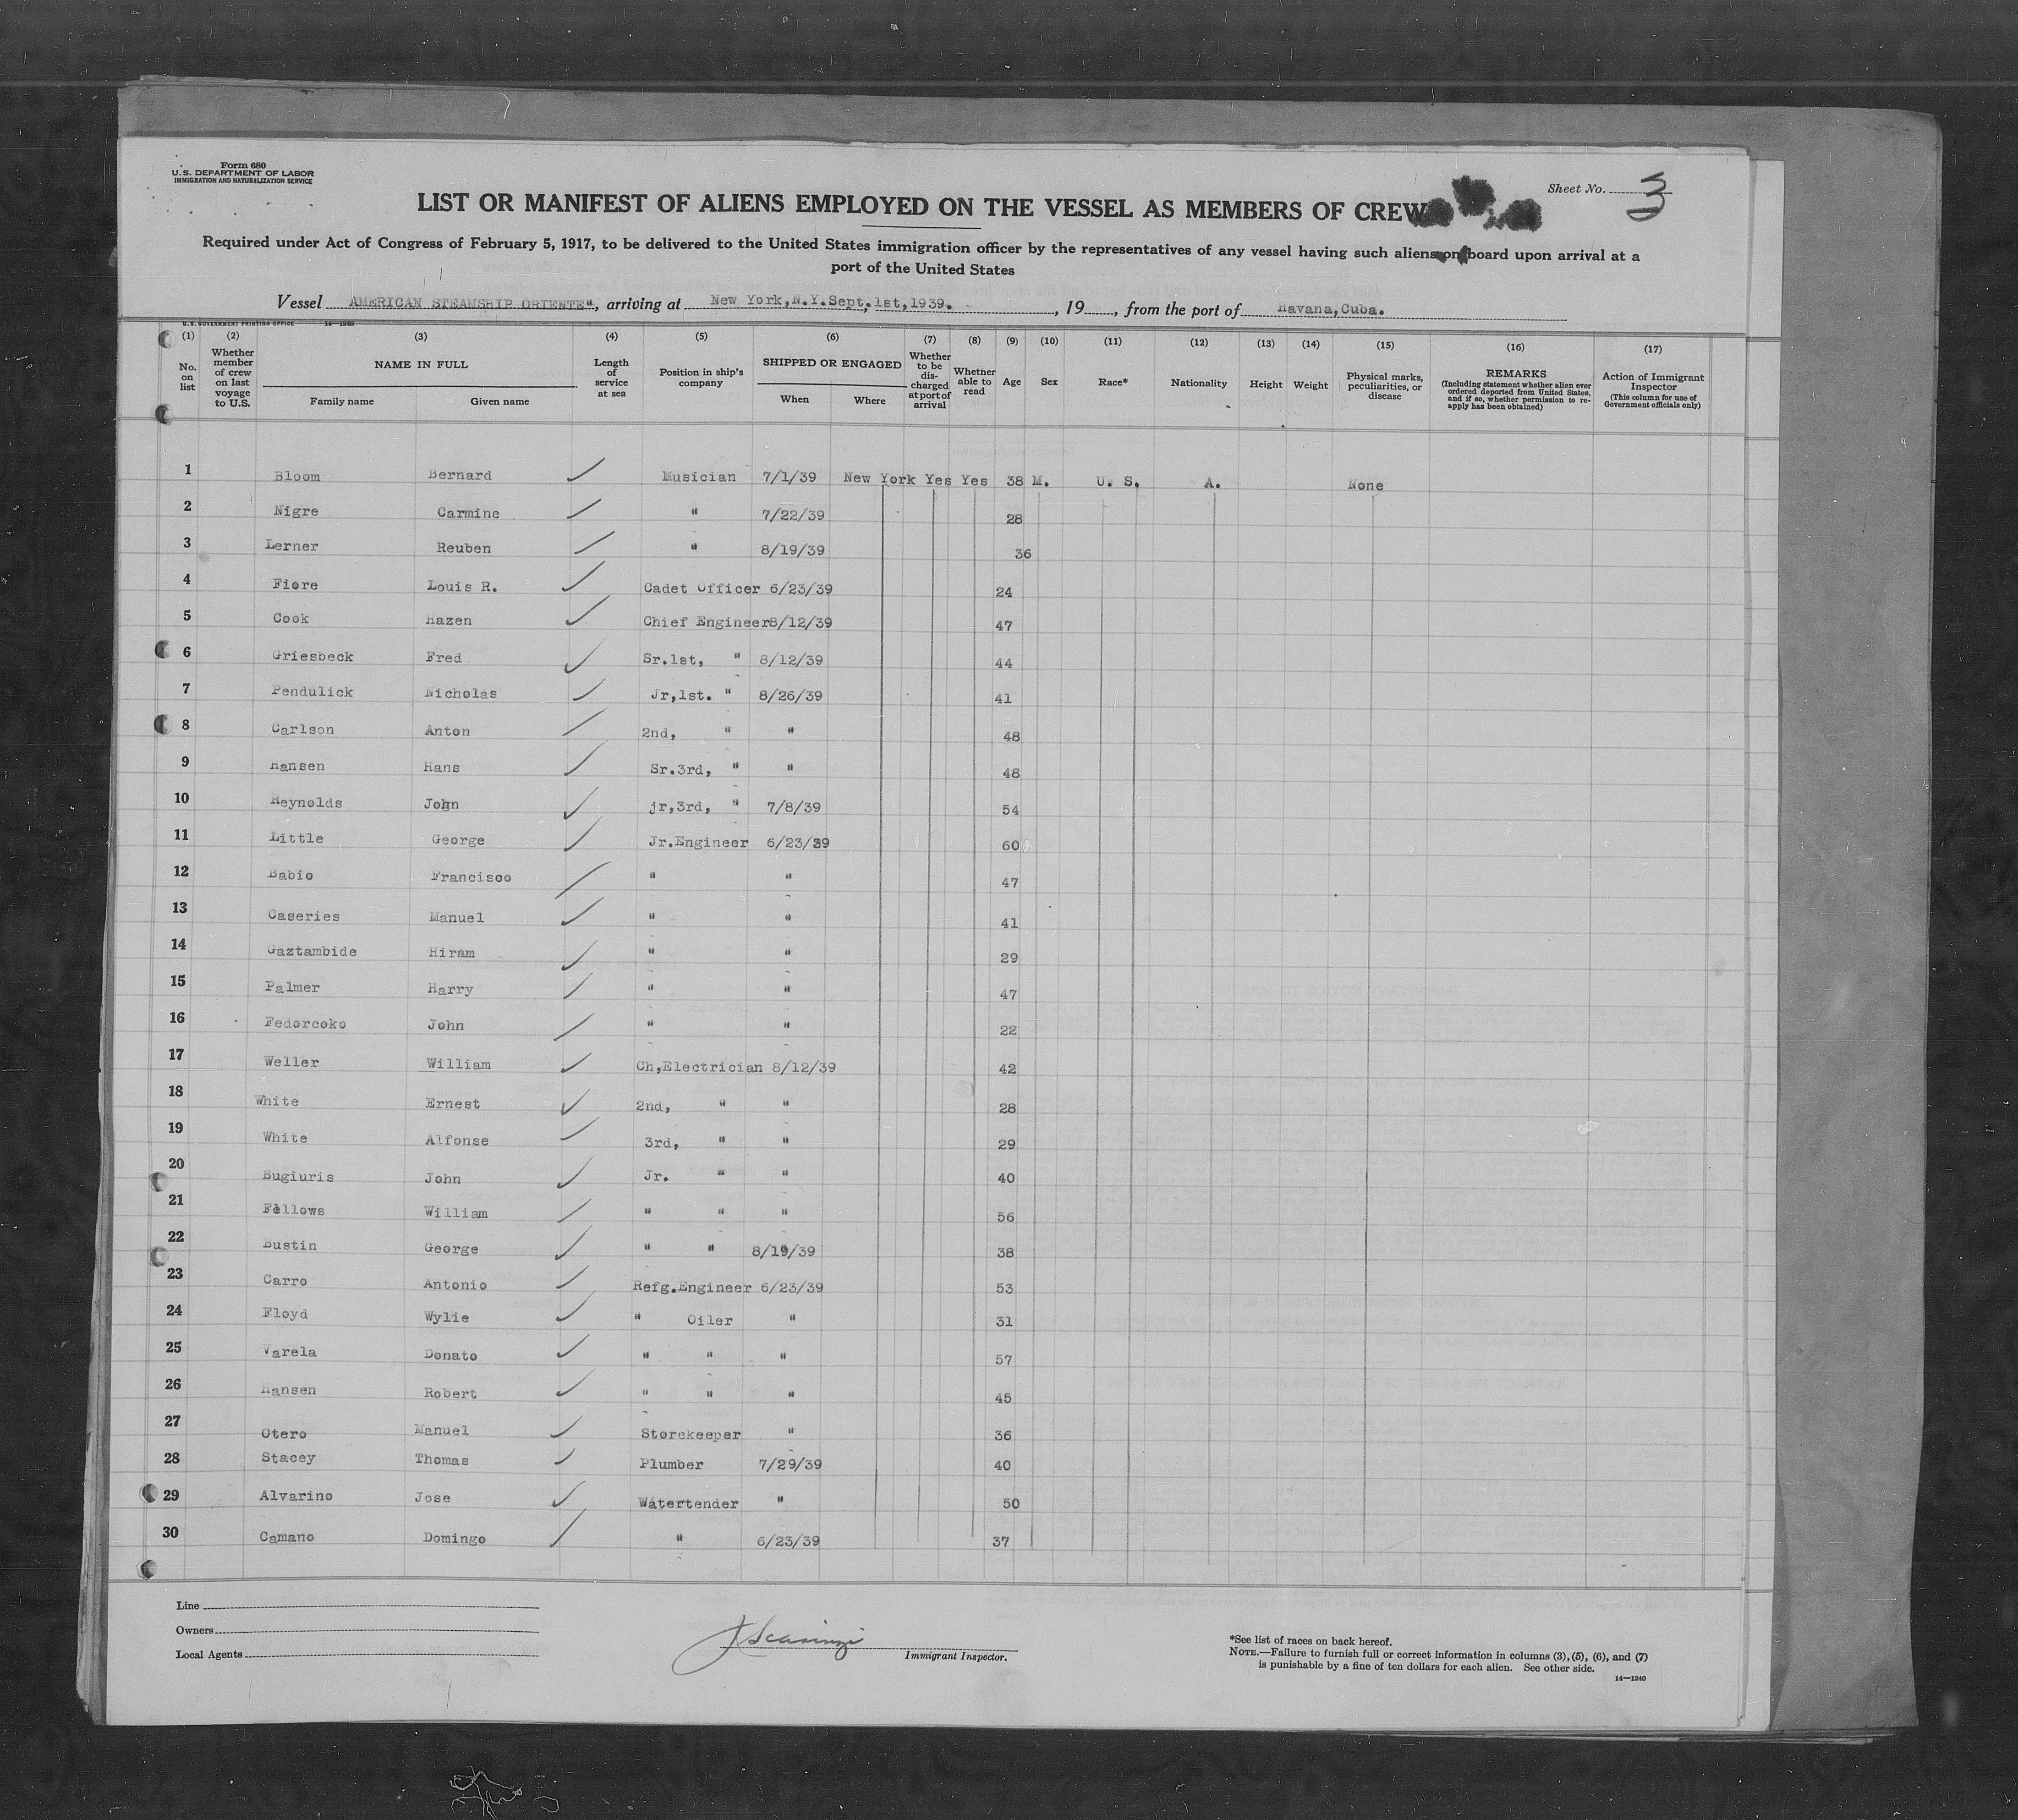 Form 680
U.S. DEPARTMENT OF LABOR
IMMIGRATION AND NATURALIZATION SERVICE
Sheet No. 3
LIST OR MANIFEST OF ALIENS EMPLOYED ON THE VESSEL AS MEMBERS OF CREW
Required under Act of Congress of February 5, 1917, to be delivered to the United States immigration officer by the representatives of any vessel having such aliens on board upon arrival at a
port of the United States
Vessel AMERICAN STEAMSHIP ORIENTE", arriving at New York,N.Y.Sept.1st,1939. , 19 , from the port of Havana,Cuba.
U.S. GOVERNMENT PRINTING OFFICE 14—1240
(1) (2) (3) (4) (5) (6) (7) (8) (9) (10) (11) (12) (13) (14) (15) (16) (17)
No. on list
Whether member of crew on last voyage to U.S.
NAME IN FULL
Family name Given name
Length of service at sea
Position in ship's company
SHIPPED OR ENGAGED
When Where
Whether to be discharged at port of arrival
Whether able to read
Age
Sex
Race*
Nationality
Height
Weight
Physical marks, peculiarities, or disease
REMARKS
(Including statement whether alien ever ordered deported from United States, and if so, whether permission to re-apply has been obtained)
Action of Immigrant Inspector
(This column for use of Government officials only)
1 Bloom Bernard ✓ Musician 7/1/39 New York Yes Yes 38 M. U. S. A. None
2 Nigre Carmine ✓ " 7/22/39 28
3 Lerner Reuben ✓ " 8/19/39 36
4 Fiore Louis R. ✓ Cadet Officer 6/23/39 24
5 Cook Hazen ✓ Chief Engineer8/12/39 47
6 Griesbeck Fred ✓ Sr.1st, " 8/12/39 44
7 Pendulick Nicholas ✓ Jr,1st. " 8/26/39 41
8 Carlson Anton ✓ 2nd, " " 48
9 Hansen Hans ✓ Sr.3rd, " " 48
10 Reynolds John ✓ jr,3rd, " 7/8/39 54
11 Little George ✓ Jr.Engineer 6/23/39 60
12 Babio Francisco ✓ " " 47
13 Caseries Manuel ✓ " " 41
14 Gaztambide Hiram ✓ " " 29
15 Palmer Harry ✓ " " 47
16 Fedorcoko John ✓ " " 22
17 Weller William ✓ Ch,Electrician 8/12/39 42
18 White Ernest ✓ 2nd, " " 28
19 White Alfonse ✓ 3rd, " " 29
20 Bugiuris John ✓ Jr. " " 40
21 Fellows William ✓ " " " 56
22 Bustin George ✓ " " 8/19/39 38
23 Carro Antonio ✓ Refg.Engineer 6/23/39 53
24 Floyd Wylie ✓ " Oiler " 31
25 Varela Donato ✓ " " " 57
26 Hansen Robert ✓ " " " 45
27 Otero Manuel ✓ Storekeeper " 36
28 Stacey Thomas ✓ Plumber 7/29/39 40
29 Alvarino Jose ✓ Watertender " 50
30 Camano Domingo ✓ " 6/23/39 37
Line
Owners
Local Agents
Immigrant Inspector.
*See list of races on back hereof.
NOTE.—Failure to furnish full or correct information in columns (3), (5), (6), and (7)
is punishable by a fine of ten dollars for each alien. See other side.
14—1240